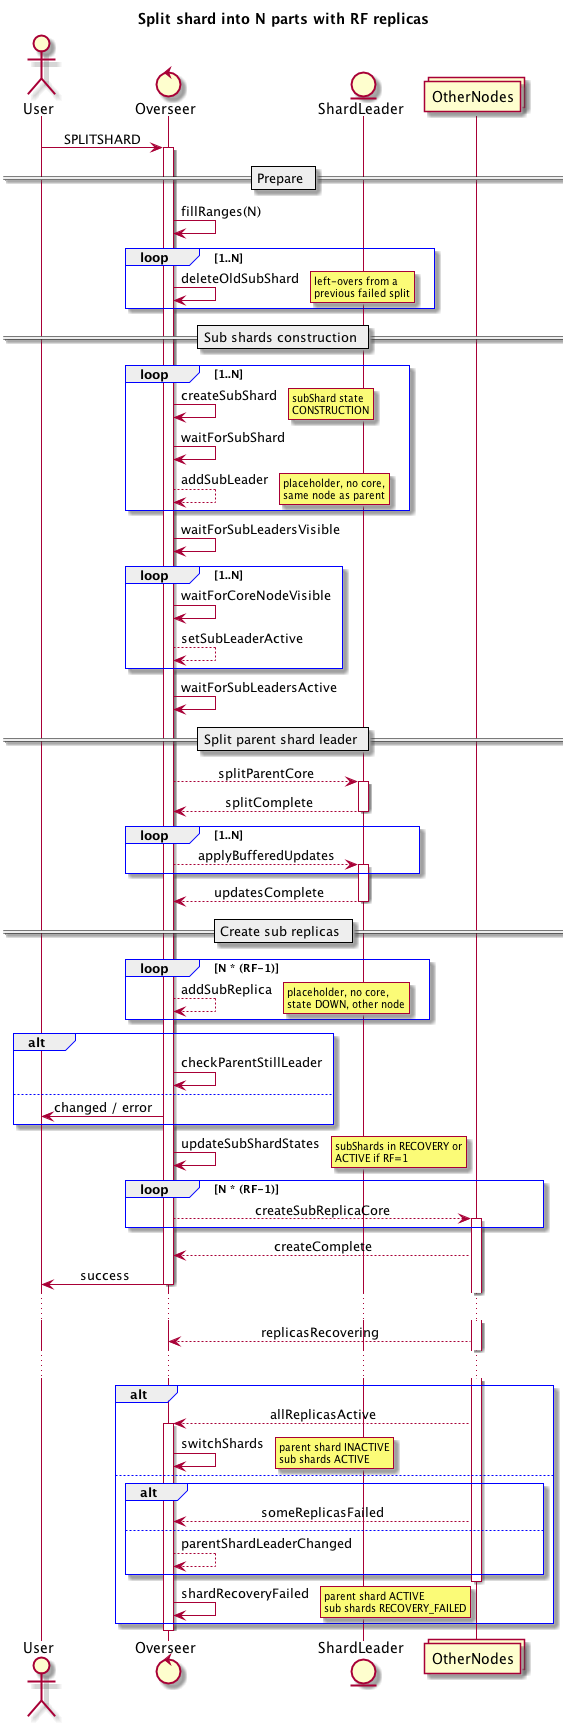 Split shard into N parts with RF replicas
User
Overseer
ShardLeader
OtherNodes
SPLITSHARD
Prepare
fillRanges(N)
loop [1..N]
deleteOldSubShard
left-overs from a
previous failed split
Sub shards construction
loop [1..N]
createSubShard
subShard state
CONSTRUCTION
waitForSubShard
addSubLeader
placeholder, no core,
same node as parent
waitForSubLeadersVisible
loop [1..N]
waitForCoreNodeVisible
setSubLeaderActive
waitForSubLeadersActive
Split parent shard leader
splitParentCore
splitComplete
loop [1..N]
applyBufferedUpdates
updatesComplete
Create sub replicas
loop [N * (RF-1)]
addSubReplica
placeholder, no core,
state DOWN, other node
alt
checkParentStillLeader
changed / error
updateSubShardStates
subShards in RECOVERY or
ACTIVE if RF=1
loop [N * (RF-1)]
createSubReplicaCore
createComplete
success
replicasRecovering
alt
allReplicasActive
switchShards
parent shard INACTIVE
sub shards ACTIVE
alt
someReplicasFailed
parentShardLeaderChanged
shardRecoveryFailed
parent shard ACTIVE
sub shards RECOVERY_FAILED
User
Overseer
ShardLeader
OtherNodes